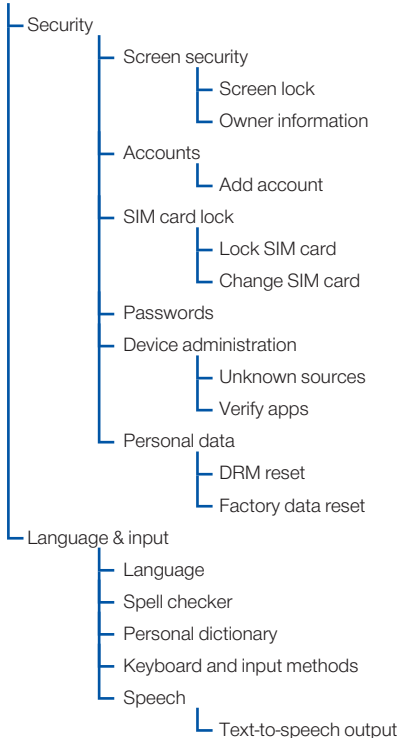 Security
Screen security
Screen lock
Owner information
Accounts
Add account
SIM card lock
Lock SIM card
Change SIM card
Passwords
Device administration
Unknown sources
Verify apps
Personal data
DRM reset
Factory data reset
Language & input
Language
Spell checker
Personal dictionary
Keyboard and input methods
Speech
Text-to-speech output